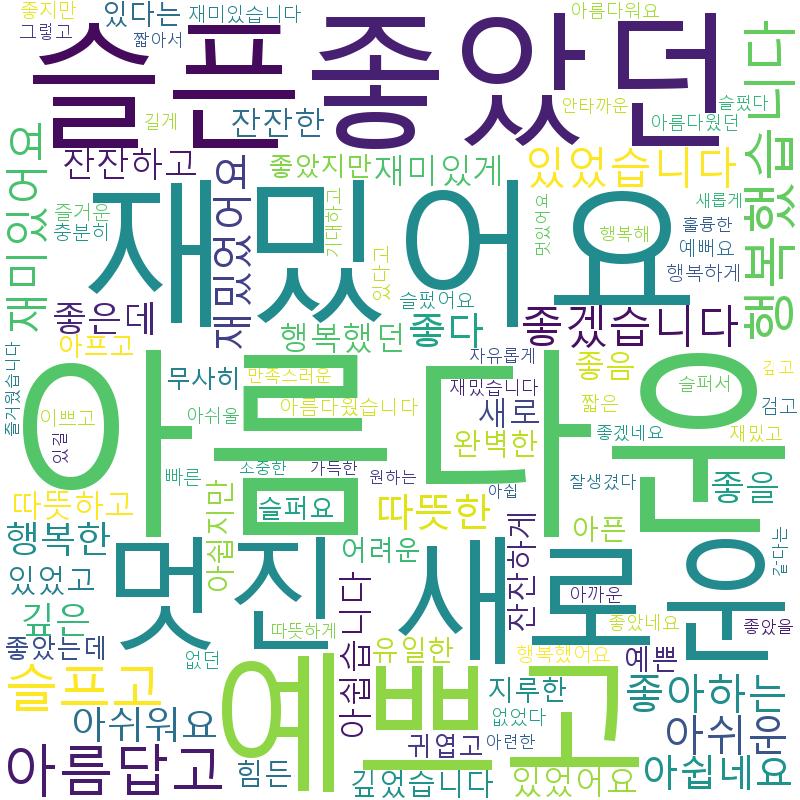 좋지만
있다는
재미있습니다
아름다워요
그렇고
짧아서
슬픈
좋았던
행복했습니다
길게
잔잔한
안타까운
슬펐다
아름다웠던
재미있어요
잔잔하고
재밌었어요
좋았지만
재미있게
있었습니다
즐거운
충분히
재밌어요
기대하고
있다고
멋있어요
새롭게
훌륭한
행복해
예뻐요
행복하게
슬펐어요
좋은데
행복했던
좋다
좋겠습니다
아프고
즐거웠습니다
무사히
만족스러운
자유롭게
재밌습니다
좋음
슬퍼서
깊고
아름다운
이쁘고
있길
아쉬울
아름다웠습니다
새로
짧은
검고
완벽한
좋겠네요
재밌고
빠른
소중한
가득한
원하는
아쉽
잘생겼다
좋을
따뜻하고
아쉽지만
슬퍼요
따뜻한
아픈
행복한
멋진
어려운
새로운
잔잔하게
같다는
있었고
아까운
깊은
따뜻하게
좋았네요
좋았을
좋았는데
없던
아쉽습니다
유일한
행복했어요
예쁜
슬프고
예쁘고
지루한
좋아하는
아쉬워요
없었다
아쉬운
귀엽고
아련한
아름답고
힘든
깊었습니다
있었어요
아쉽네요